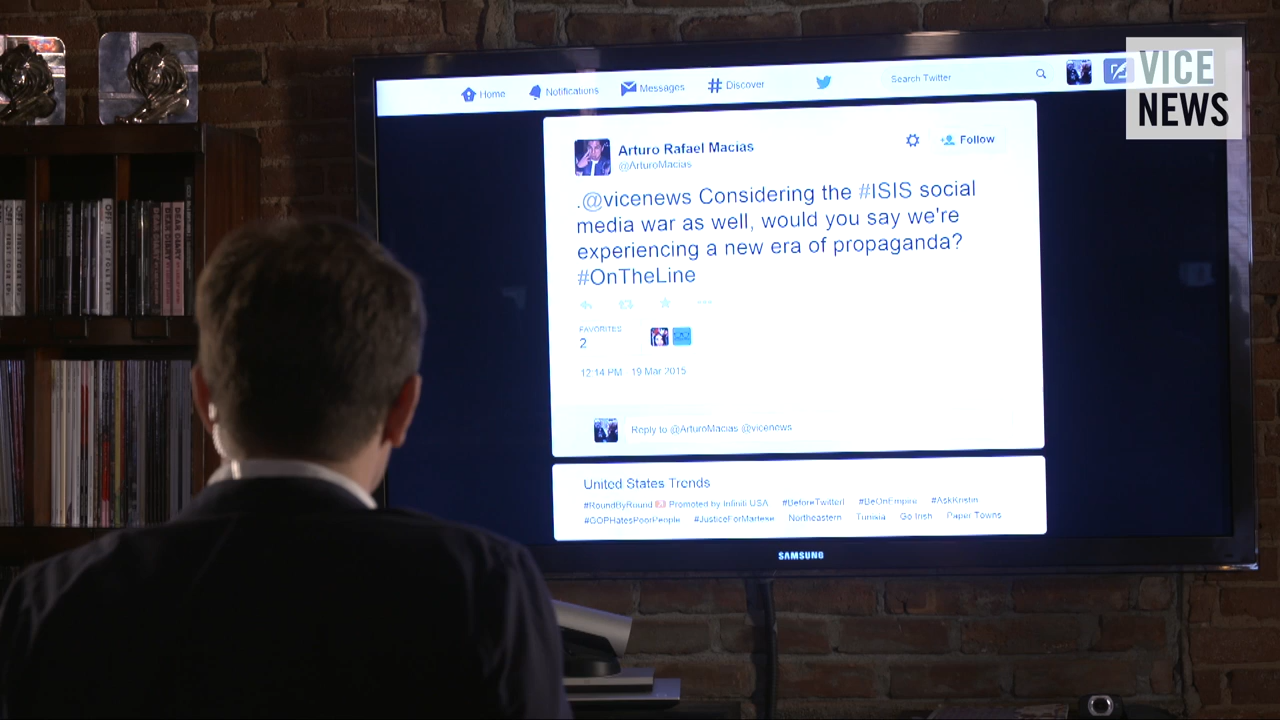 VICE
NEWS
Home Notifications Messages Discover Search Twitter
Arturo Rafael Macias
@ArturoMacias
Follow
.@vicenews Considering the #ISIS social
media war as well, would you say we're
experiencing a new era of propaganda?
#OnTheLine
FAVORITES
2
12:14 PM 19 Mar 2015
Reply to @ArturoMacias @vicenews
United States Trends
#RoundByRound Promoted by Infiniti USA #BeforeTwitterI #BeOnEmpire #AskKristin
#GOPHatesPoorPeople #JusticeForMartese Northeastern Tunisia Go Irish Paper Towns
SAMSUNG